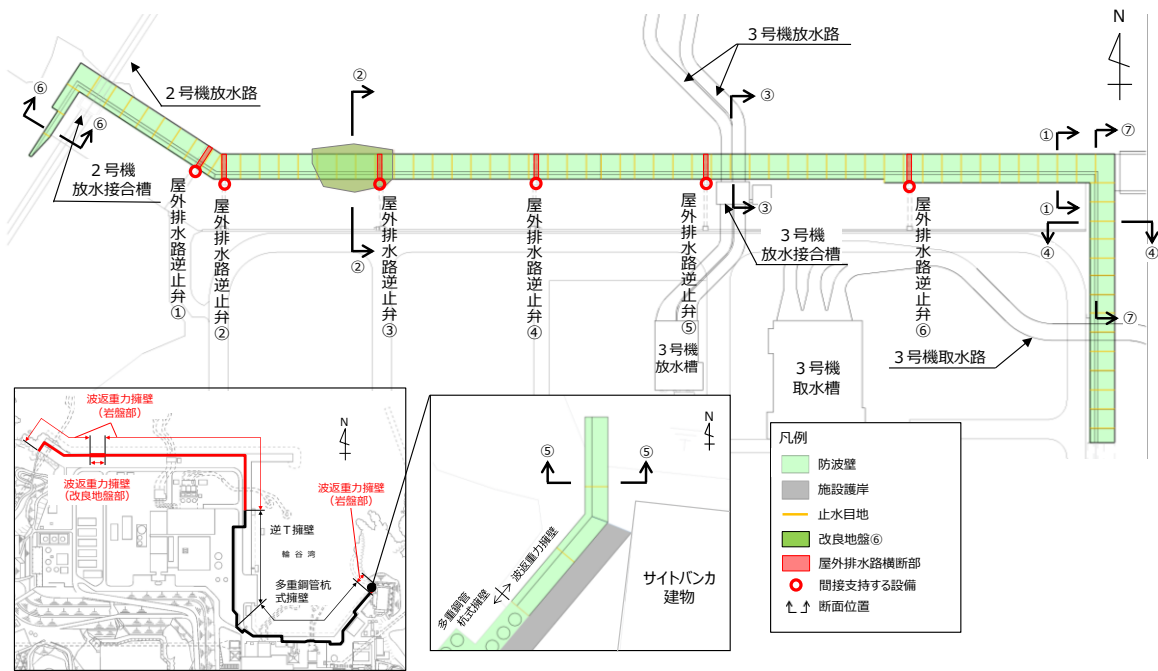 N
3号機放水路
2号機放水路
②
③
①
⑦
⑥
⑥
2号機
放水接合槽
屋外排水路逆止弁①
屋外排水路逆止弁②
屋外排水路逆止弁③
屋外排水路逆止弁④
屋外排水路逆止弁⑤
屋外排水路逆止弁⑥
②
③
①
④
④
3号機
放水接合槽
⑦
3号機
放水槽
3号機
取水槽
3号機取水路
波返重力擁壁
(岩盤部)
N
波返重力擁壁
(改良地盤部)
波返重力擁壁
(岩盤部)
逆T擁壁
輪谷湾
多重鋼管杭
式擁壁
N
⑤
⑤
波返重力擁壁
多重鋼管
杭式擁壁
サイトバンカ
建物
凡例
防波壁
施設護岸
止水目地
改良地盤⑥
屋外排水路横断部
間接支持する設備
断面位置